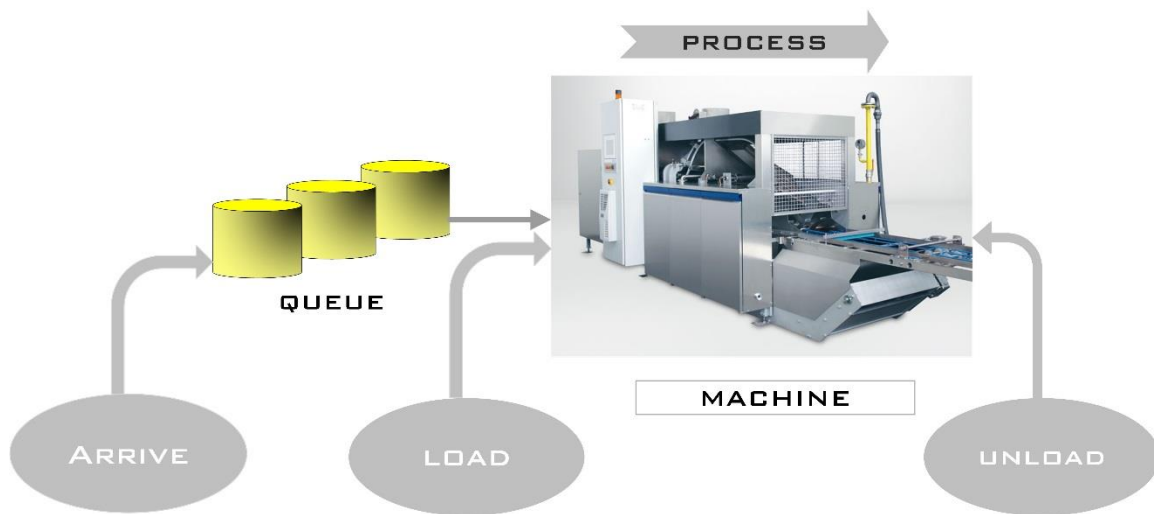 PROCESS
QUEUE
MACHINE
ARRIVE
LOAD
UNLOAD